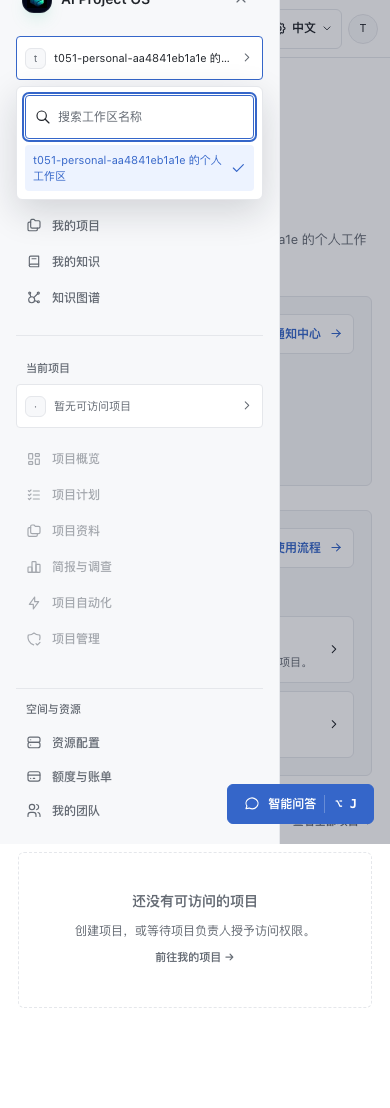 AI Project OS
中文
T
t
t051-personal-aa4841eb1a1e 的...
搜索工作区名称
t051-personal-aa4841eb1a1e 的个人
工作区
我的项目
a1e 的个人工作
我的知识
知识图谱
通知中心
当前项目
暂无可访问项目
项目概览
项目计划
项目资料
使用流程
简报与调查
项目自动化
项目管理
项目。
空间与资源
资源配置
额度与账单
我的团队
智能问答
⌥ J
还没有可访问的项目
创建项目，或等待项目负责人授予访问权限。
前往我的项目 →